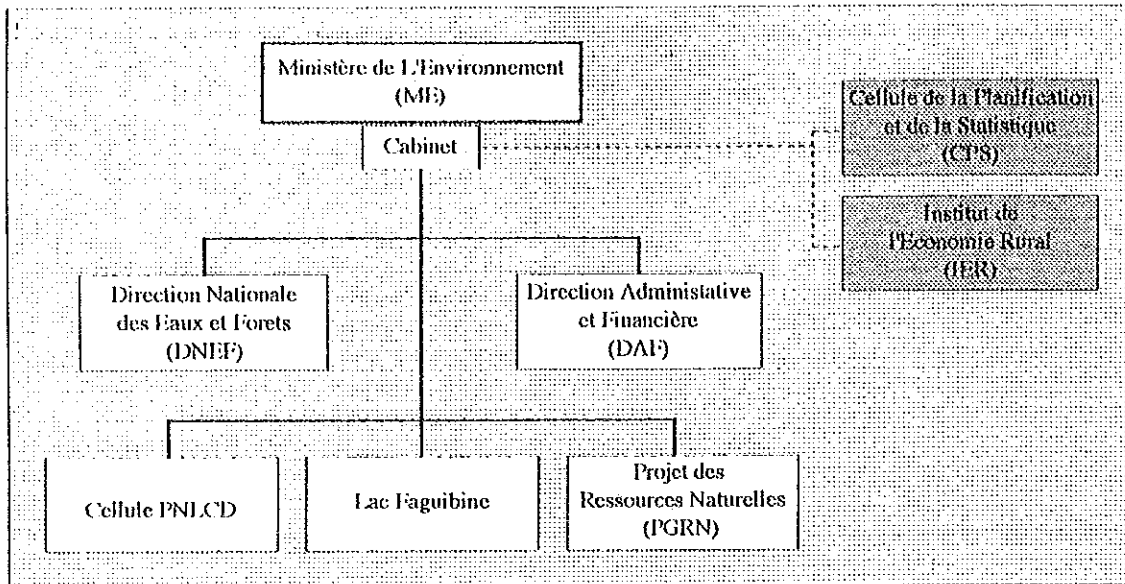 Ministère de L'Environnement
(ME)
Cabinet
Cellule de la Planification
et de la Statistique
(CPS)
Institut de
l'Economie Rural
(IER)
Direction Nationale
des Eaux et Forets
(DNEF)
Direction Administative
et Financière
(DAF)
Cellule PNLCD
Lac Faguibine
Projet des
Ressources Naturelles
(PGRN)